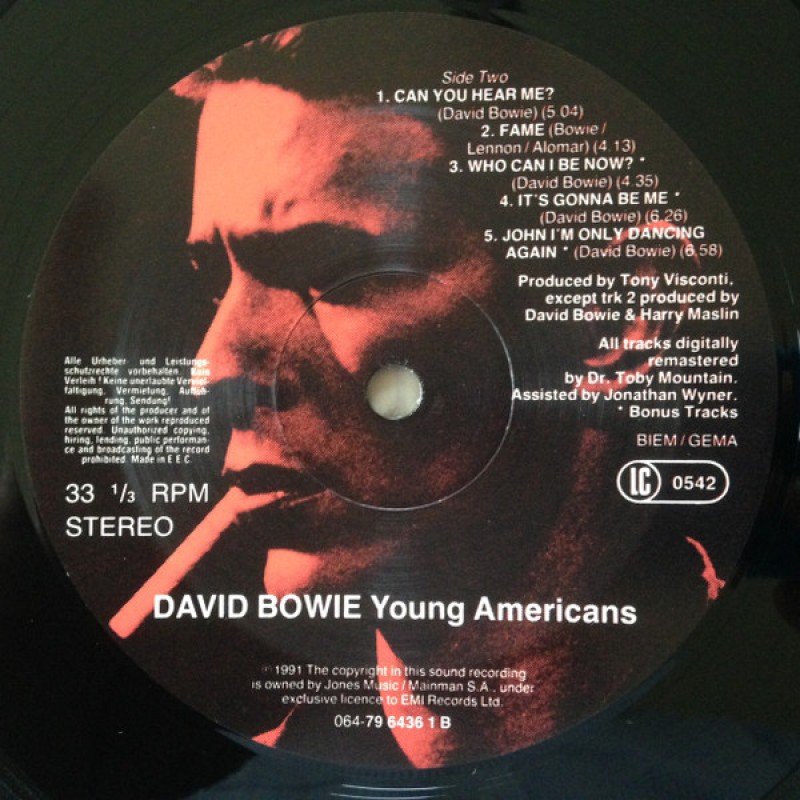 Side Two
1. CAN YOU HEAR ME?
(David Bowie) (5.04)
2. FAME (Bowie/
Lennon/Alomar) (4.13)
3. WHO CAN I BE NOW? *
(David Bowie) (4.35)
4. IT'S GONNA BE ME *
(David Bowie) (6.26)
5. JOHN I'M ONLY DANCING
AGAIN * (David Bowie) (6.58)
Produced by Tony Visconti,
except trk 2 produced by
David Bowie & Harry Maslin
All tracks digitally
remastered
by Dr. Toby Mountain.
Assisted by Jonathan Wyner.
* Bonus Tracks
BIEM/GEMA
LC 0542
Alle Urheber- und Leistungs-
schutzrechte vorbehalten. Kein
Verleih! Keine unerlaubte Verviel-
fältigung, Vermietung, Auffüh-
rung, Sendung!
All rights of the producer and of
the owner of the work reproduced
reserved. Unauthorized copying,
hiring, lending, public performan-
ce and broadcasting of the record
prohibited. Made in E.E.C.
33 1/3 RPM
STEREO
DAVID BOWIE Young Americans
℗ 1991 The copyright in this sound recording
is owned by Jones Music/Mainman S.A. under
exclusive licence to EMI Records Ltd.
064-79 6436 1 B